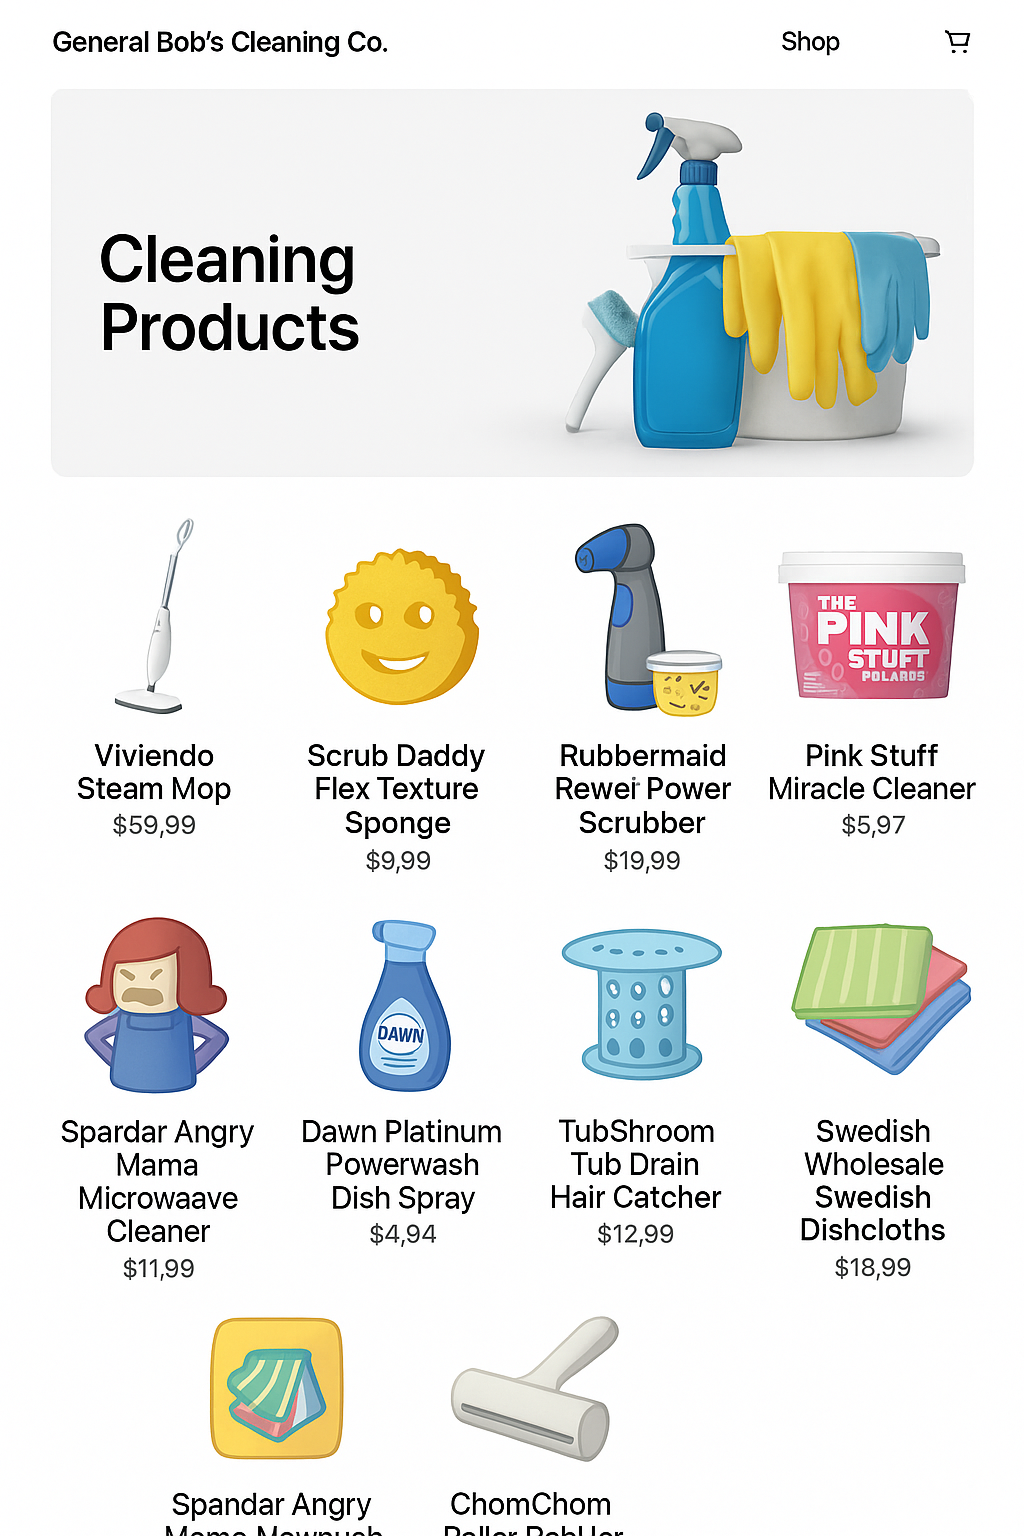 General Bob's Cleaning Co.
Shop
Cleaning
Products
THE
PINK
STUFF
POLARDS
Viviendo
Steam Mop
$59,99
Scrub Daddy
Flex Texture
Sponge
$9,99
Rubbermaid
Rewei Power
Scrubber
$19,99
Pink Stuff
Miracle Cleaner
$5,97
DAWN
Spardar Angry
Mama
Microwaave
Cleaner
$11,99
Dawn Platinum
Powerwash
Dish Spray
$4,94
TubShroom
Tub Drain
Hair Catcher
$12,99
Swedish
Wholesale
Swedish
Dishcloths
$18,99
Spandar Angry
ChomChom